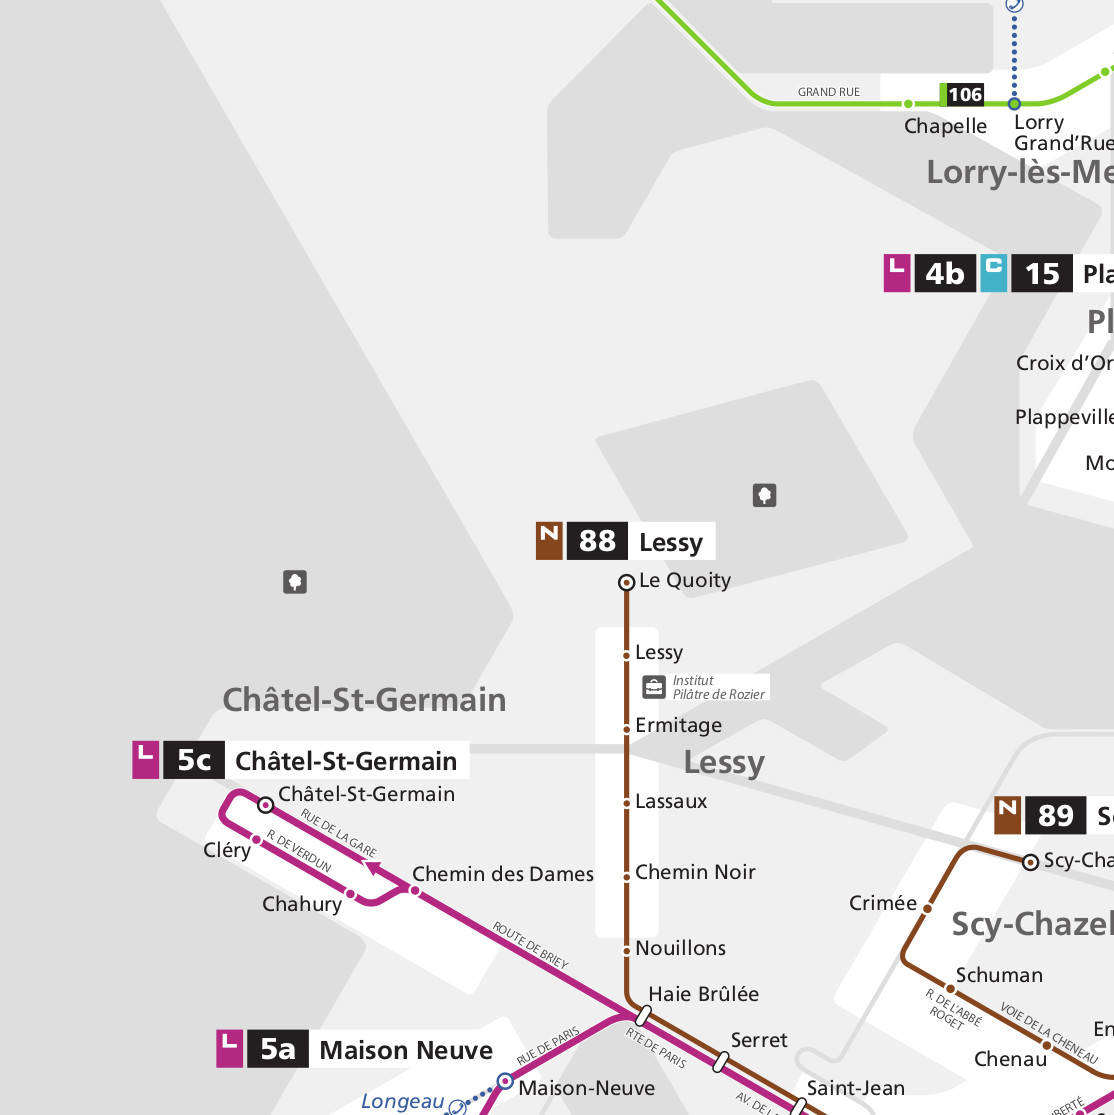 GRAND RUE
106
Chapelle
Lorry
Grand'Rue
Lorry-lès-Me
L 4b C 15 Pla
Pl
Croix d'Or
Plappeville
Mo
N 88 Lessy
Le Quoity
Lessy
Institut
Pilâtre de Rozier
Châtel-St-Germain
Ermitage
Lessy
L 5c Châtel-St-Germain
Châtel-St-Germain
Lassaux
N 89 S
RUE DE LA GARE
R. DE VERDUN
Cléry
Scy-Cha
Chemin des Dames
Chemin Noir
Chahury
Crimée
Scy-Chazel
ROUTE DE BRIEY
Nouillons
Schuman
Haie Brûlée
R. DE L'ABBÉ
ROGET
VOIE DE LA CHENEAU
L 5a Maison Neuve
RUE DE PARIS
RTE DE PARIS
Serret
En
Chenau
Maison-Neuve
Saint-Jean
Longeau
AV. DE L
IBERTÉ